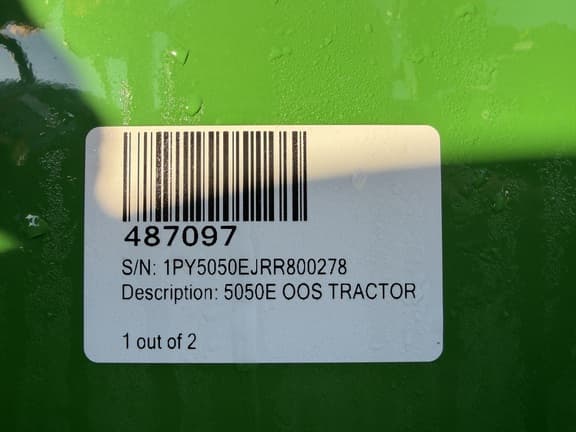 487097
S/N: 1PY5050EJRR800278
Description: 5050E OOS TRACTOR
1 out of 2